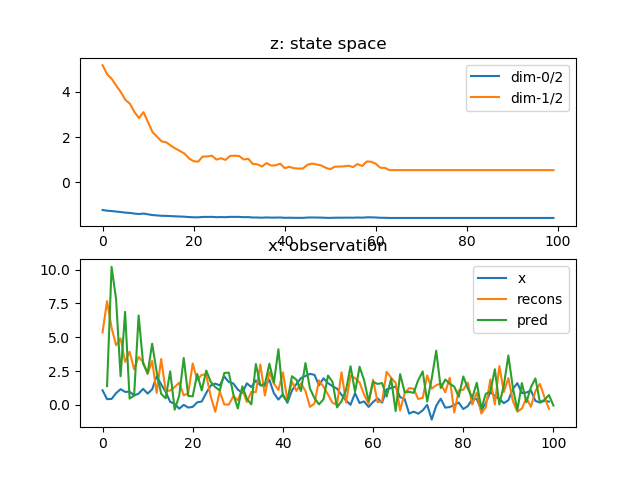 z: state space
4
2
0
dim-0/2
dim-1/2
0 20 40 60 80 100
x: observation
10.0
7.5
5.0
2.5
0.0
x
recons
pred
0 20 40 60 80 100